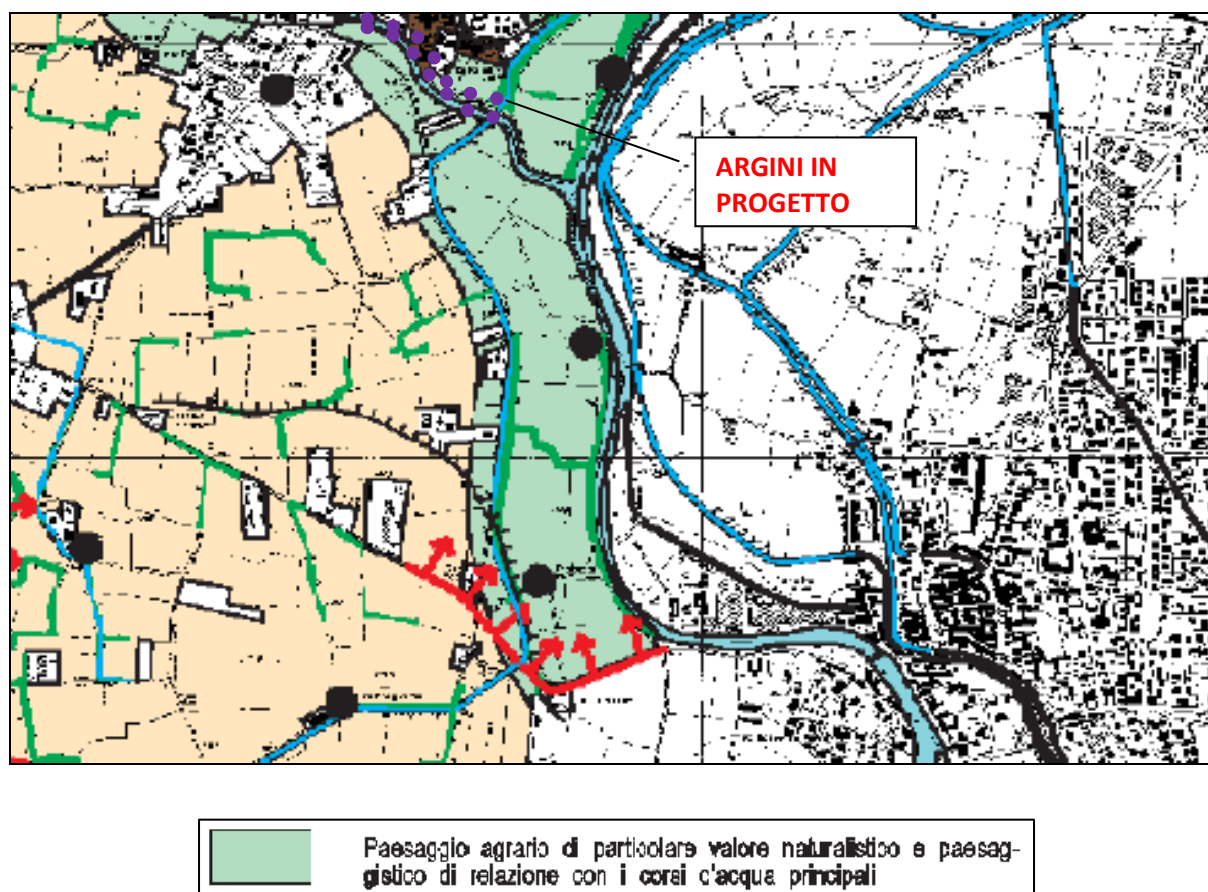 ARGINI IN
PROGETTO
Paesaggio agrario di particolare valore naturalistico e paesag-
gistico di relazione con i corsi d'acqua principali